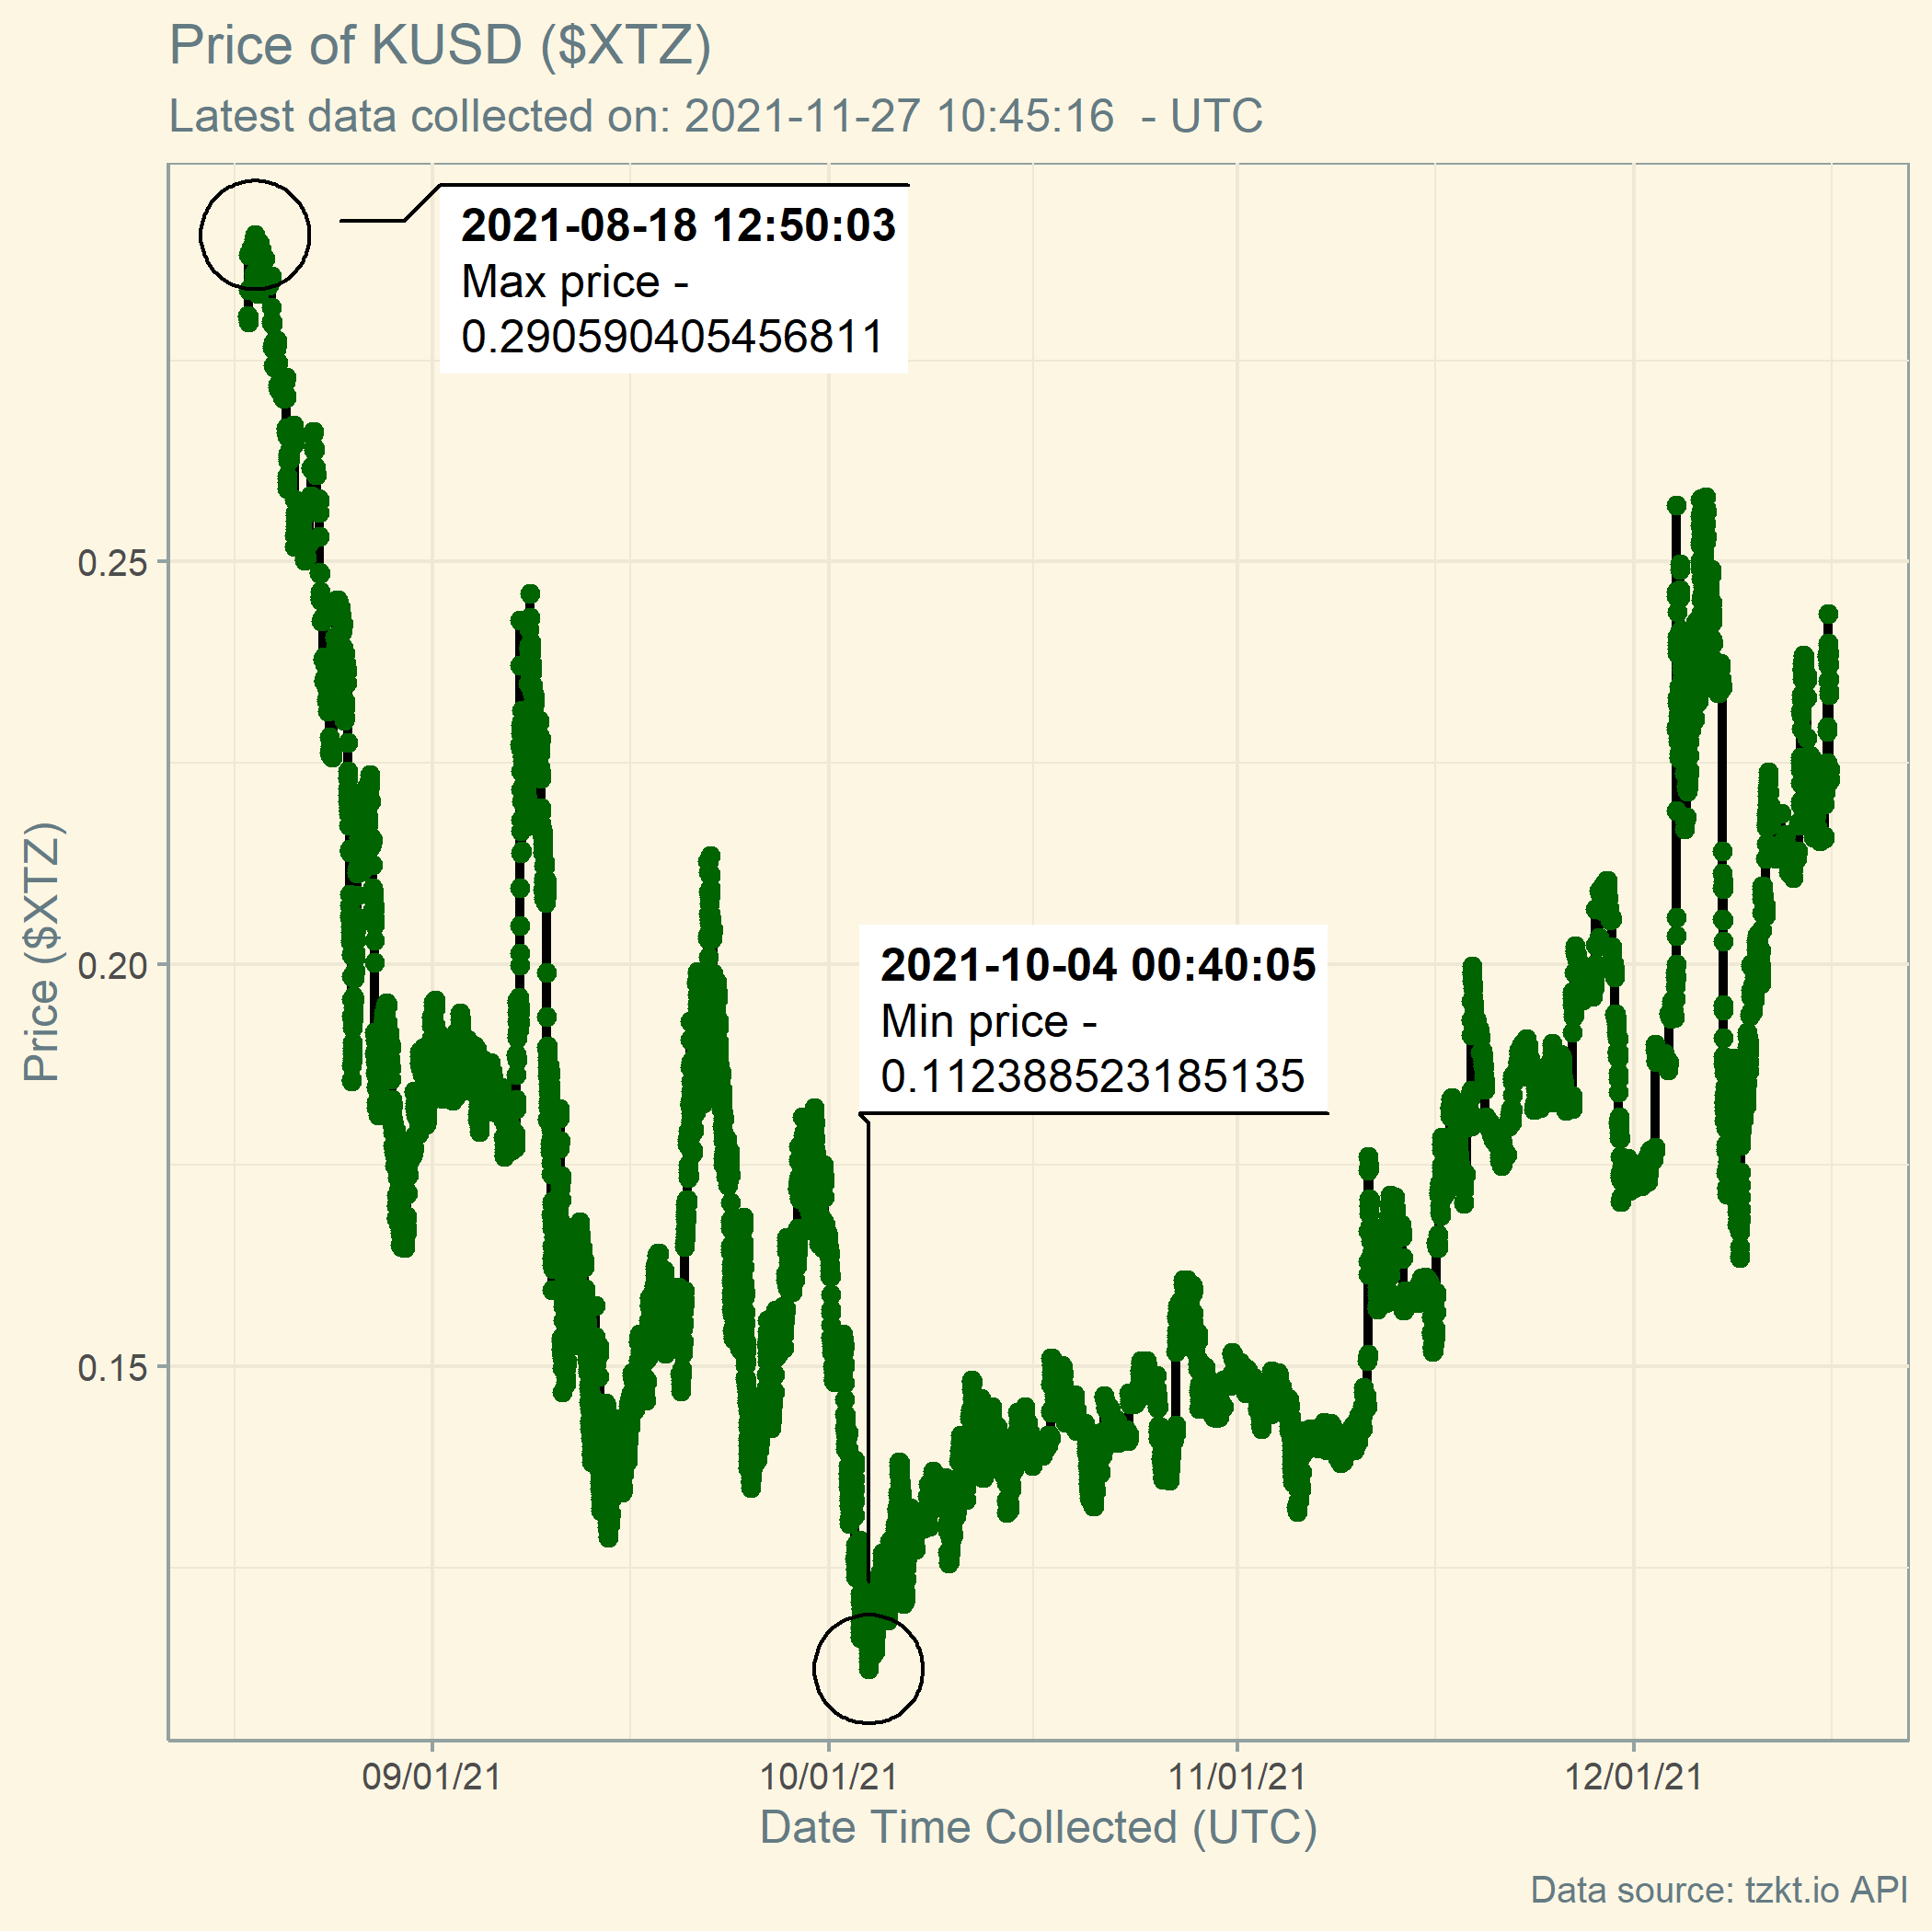 Price of KUSD ($XTZ)
Latest data collected on: 2021-11-27 10:45:16  - UTC
2021-08-18 12:50:03
Max price -
0.290590405456811
0.25
0.20
0.15
Price ($XTZ)
2021-10-04 00:40:05
Min price -
0.112388523185135
09/01/21
10/01/21
11/01/21
12/01/21
Date Time Collected (UTC)
Data source: tzkt.io API